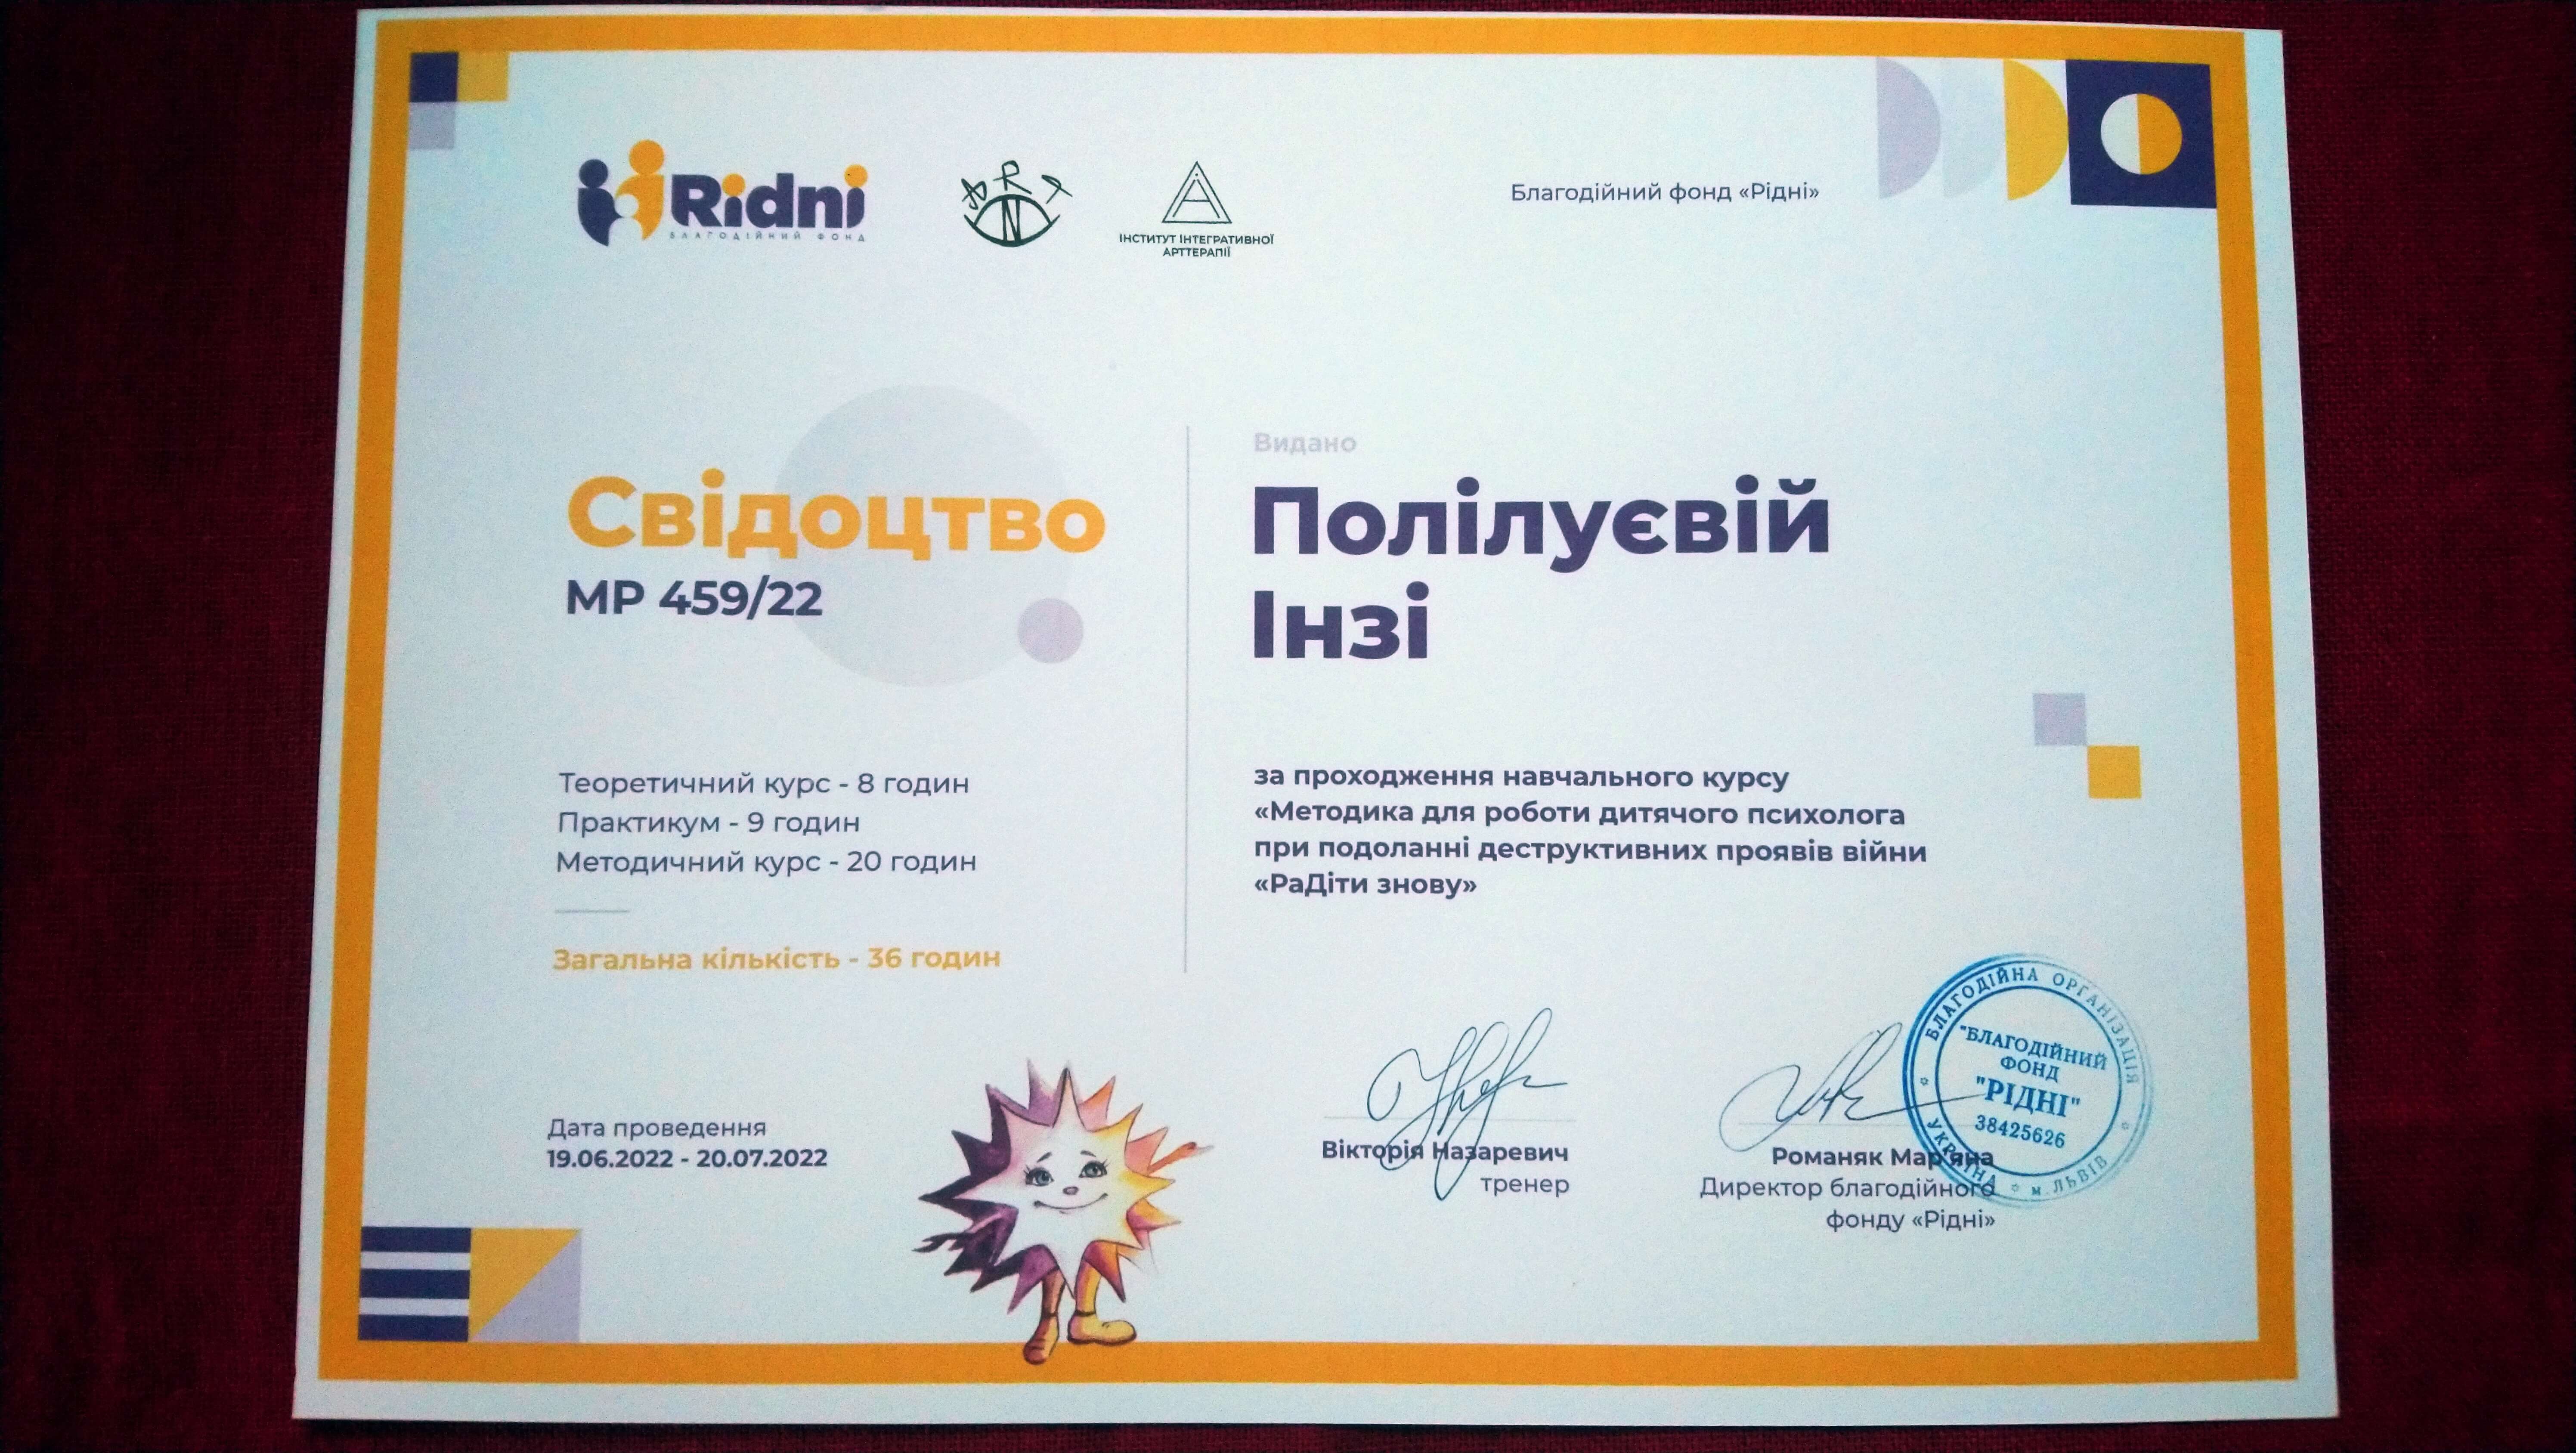 Ridni
БЛАГОДІЙНИЙ ФОНД
ІНСТИТУТ ІНТЕГРАТИВНОЇ
АРТТЕРАПІЇ
Благодійний фонд «Рідні»
Свідоцтво
МР 459/22
Теоретичний курс - 8 годин
Практикум - 9 годин
Методичний курс - 20 годин
Загальна кількість - 36 годин
Дата проведення
19.06.2022 - 20.07.2022
Видано
Полілуєвій
Інзі
за проходження навчального курсу
«Методика для роботи дитячого психолога
при подоланні деструктивних проявів війни
«РаДіти знову»
Вікторія Назаревич
тренер
Романяк Мар'яна
Директор благодійного
фонду «Рідні»
БЛАГОДІЙНА ОРГАНІЗАЦІЯ
"БЛАГОДІЙНИЙ
ФОНД
"РІДНІ"
38425626
УКРАЇНА м. ЛЬВІВ